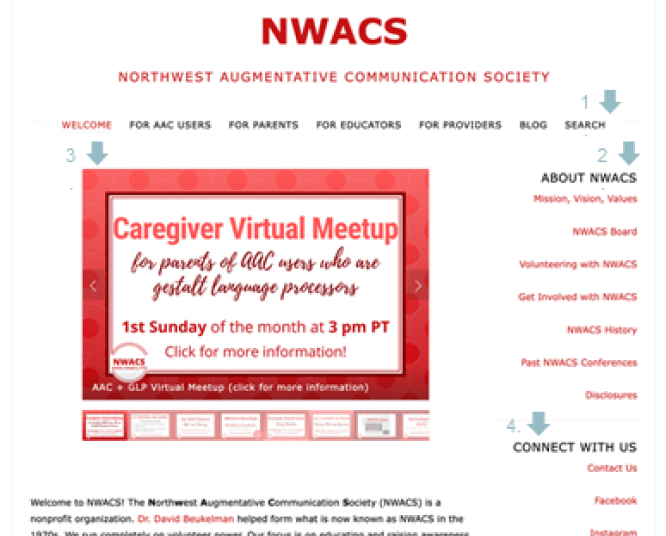 NWACS
NORTHWEST AUGMENTATIVE COMMUNICATION SOCIETY
1
WELCOME FOR AAC USERS FOR PARENTS FOR EDUCATORS FOR PROVIDERS BLOG SEARCH
3
2
Caregiver Virtual Meetup
for parents of AAC users who are
gestalt language processors
1st Sunday of the month at 3 pm PT
Click for more information!
NWACS
AAC + GLP Virtual Meetup (click for more information)
ABOUT NWACS
Mission, Vision, Values
NWACS Board
Volunteering with NWACS
Get Involved with NWACS
NWACS History
Past NWACS Conferences
Disclosures
4.
CONNECT WITH US
Contact Us
Facebook
Instagram
Welcome to NWACS! The Northwest Augmentative Communication Society (NWACS) is a
nonprofit organization. Dr. David Beukelman helped form what is now known as NWACS in the
1970s. We run completely on volunteer power. Our focus is on educating and raising awareness